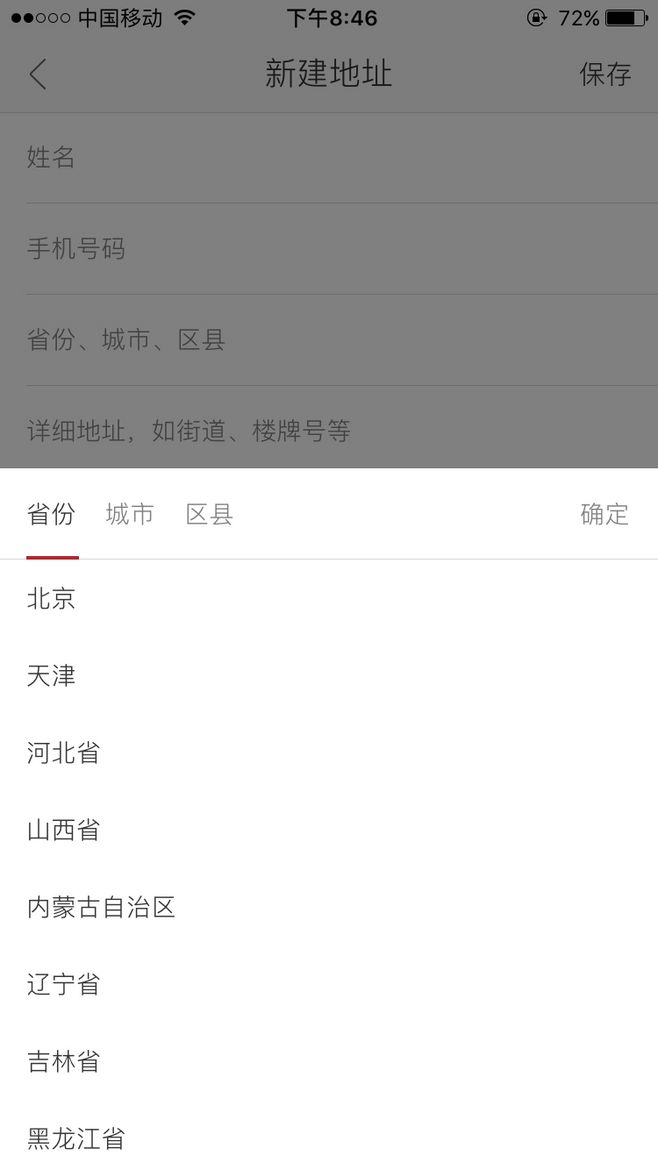 中国移动 下午8:46 72%
新建地址 保存
姓名
手机号码
省份、城市、区县
详细地址，如街道、楼牌号等
省份 城市 区县 确定
北京
天津
河北省
山西省
内蒙古自治区
辽宁省
吉林省
黑龙江省